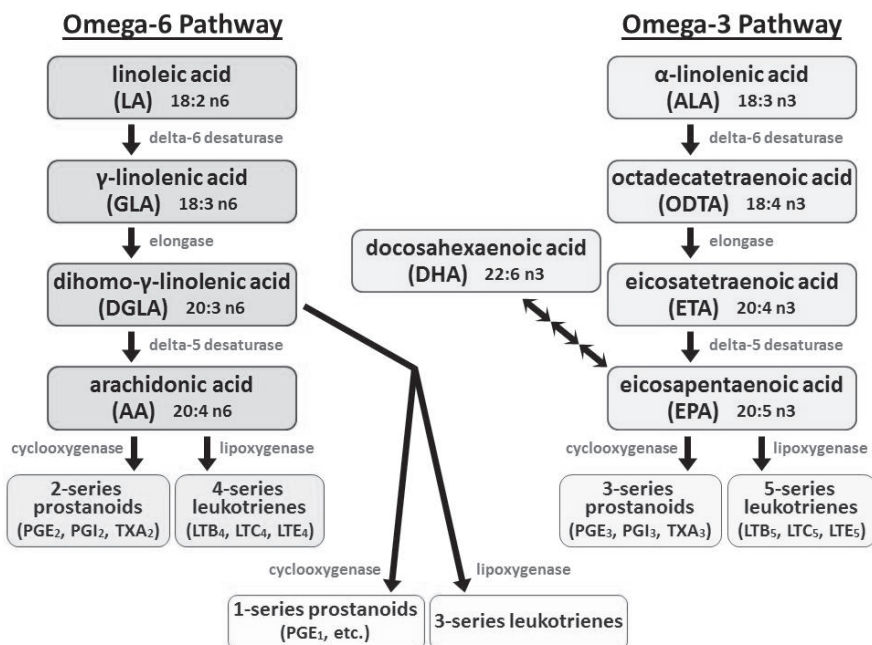 Omega-6 Pathway
linoleic acid
(LA) 18:2 n6
delta-6 desaturase
γ-linolenic acid
(GLA) 18:3 n6
elongase
dihomo-γ-linolenic acid
(DGLA) 20:3 n6
delta-5 desaturase
arachidonic acid
(AA) 20:4 n6
cyclooxygenase
lipoxygenase
2-series
prostanoids
(PGE₂, PGI₂, TXA₂)
4-series
leukotrienes
(LTB₄, LTC₄, LTE₄)
Omega-3 Pathway
α-linolenic acid
(ALA) 18:3 n3
delta-6 desaturase
octadecatetraenoic acid
(ODTA) 18:4 n3
elongase
docosahexaenoic acid
(DHA) 22:6 n3
eicosatetraenoic acid
(ETA) 20:4 n3
delta-5 desaturase
eicosapentaenoic acid
(EPA) 20:5 n3
cyclooxygenase
lipoxygenase
3-series
prostanoids
(PGE₃, PGI₃, TXA₃)
5-series
leukotrienes
(LTB₅, LTC₅, LTE₅)
cyclooxygenase
lipoxygenase
1-series prostanoids
(PGE₁, etc.)
3-series leukotrienes